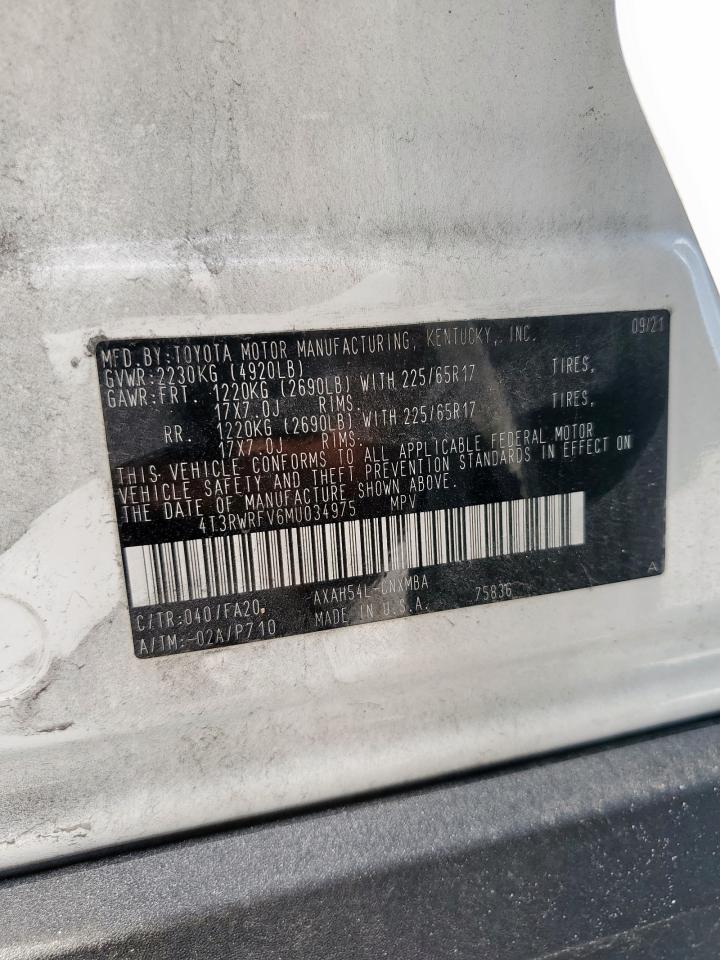 09/21
MFD. BY: TOYOTA MOTOR MANUFACTURING, KENTUCKY, INC.
GVWR: 2230KG (4920LB)
GAWR: FRT. 1220KG (2690LB) WITH 225/65R17 TIRES,
17X7.0J RIMS.
RR. 1220KG (2690LB) WITH 225/65R17 TIRES,
17X7.0J RIMS.
THIS VEHICLE CONFORMS TO ALL APPLICABLE FEDERAL MOTOR
VEHICLE SAFETY AND THEFT PREVENTION STANDARDS IN EFFECT ON
THE DATE OF MANUFACTURE SHOWN ABOVE.
4T3RWRFV6MU034975 MPV
C/TR: 040/FA20 AXAH54L-CNXMBA 75836
A/TM: -02A/P710 MADE IN U.S.A. A